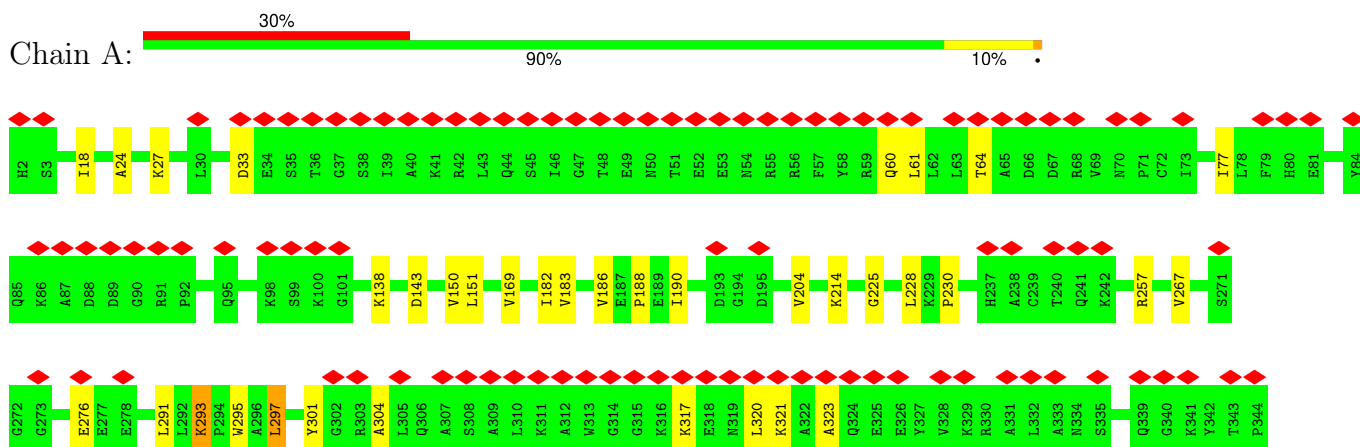 30%
Chain A:
90% 10% •
H2 S3 I18 A24 K27 L30 D33 E34 S35 T36 G37 S38 I39 A40 K41 R42 L43 Q44 S45 I46 G47 T48 E49 N50 T51 E52 E53 N54 R55 R56 F57 Y58 R59 Q60 L61 L62 L63 T64 A65 D66 D67 R68 V69 N70 P71 C72 I73 I77 L78 F79 H80 E81 Y84
Q85 K86 A87 D88 D89 G90 R91 P92 Q95 K98 S99 K100 G101 K138 D143 V150 L151 V169 I182 V183 V186 E187 P188 E189 I190 D193 G194 D195 V204 K214 G225 L228 K229 P230 H237 A238 C239 T240 Q241 K242 R257 V267 S271
G272 G273 E276 E277 E278 L291 L292 K293 P294 W295 A296 L297 Y301 G302 R303 A304 L305 Q306 A307 S308 A309 L310 K311 A312 W313 G314 G315 K316 K317 E318 N319 L320 K321 A322 A323 Q324 E325 E326 Y327 V328 K329 R330 A331 L332 A333 N334 S335 Q339 G340 K341 Y342 T343 P344